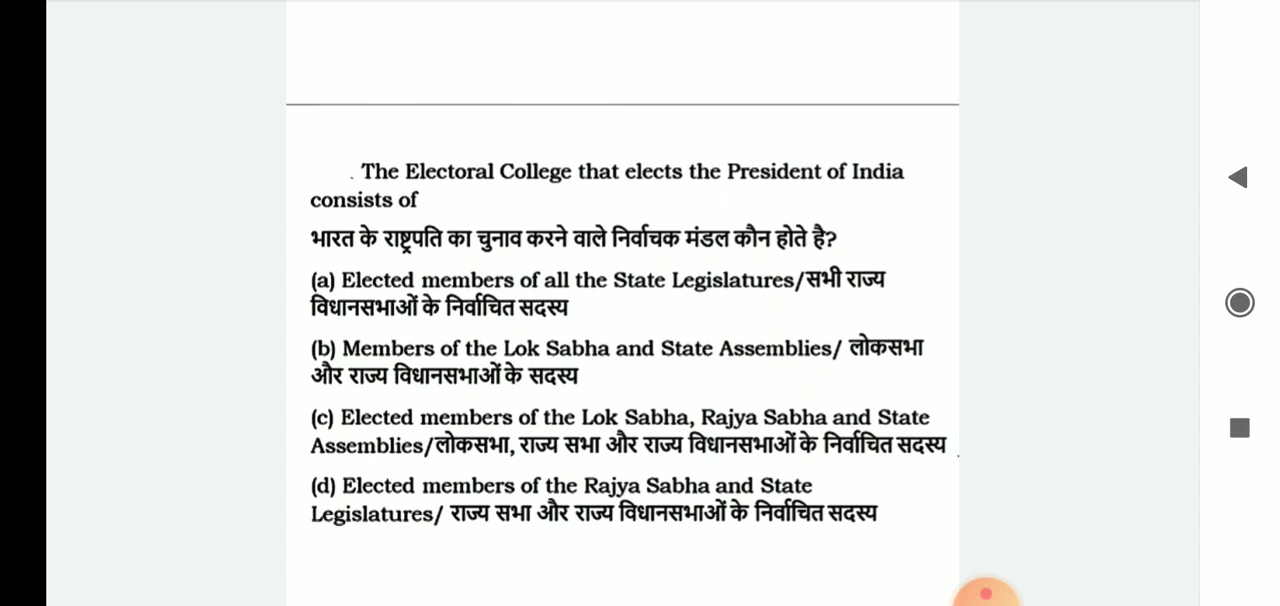 . The Electoral College that elects the President of India
consists of
भारत के राष्ट्रपति का चुनाव करने वाले निर्वाचक मंडल कौन होते है?
(a) Elected members of all the State Legislatures/सभी राज्य
विधानसभाओं के निर्वाचित सदस्य
(b) Members of the Lok Sabha and State Assemblies/ लोकसभा
और राज्य विधानसभाओं के सदस्य
(c) Elected members of the Lok Sabha, Rajya Sabha and State
Assemblies/लोकसभा, राज्य सभा और राज्य विधानसभाओं के निर्वाचित सदस्य
(d) Elected members of the Rajya Sabha and State
Legislatures/ राज्य सभा और राज्य विधानसभाओं के निर्वाचित सदस्य